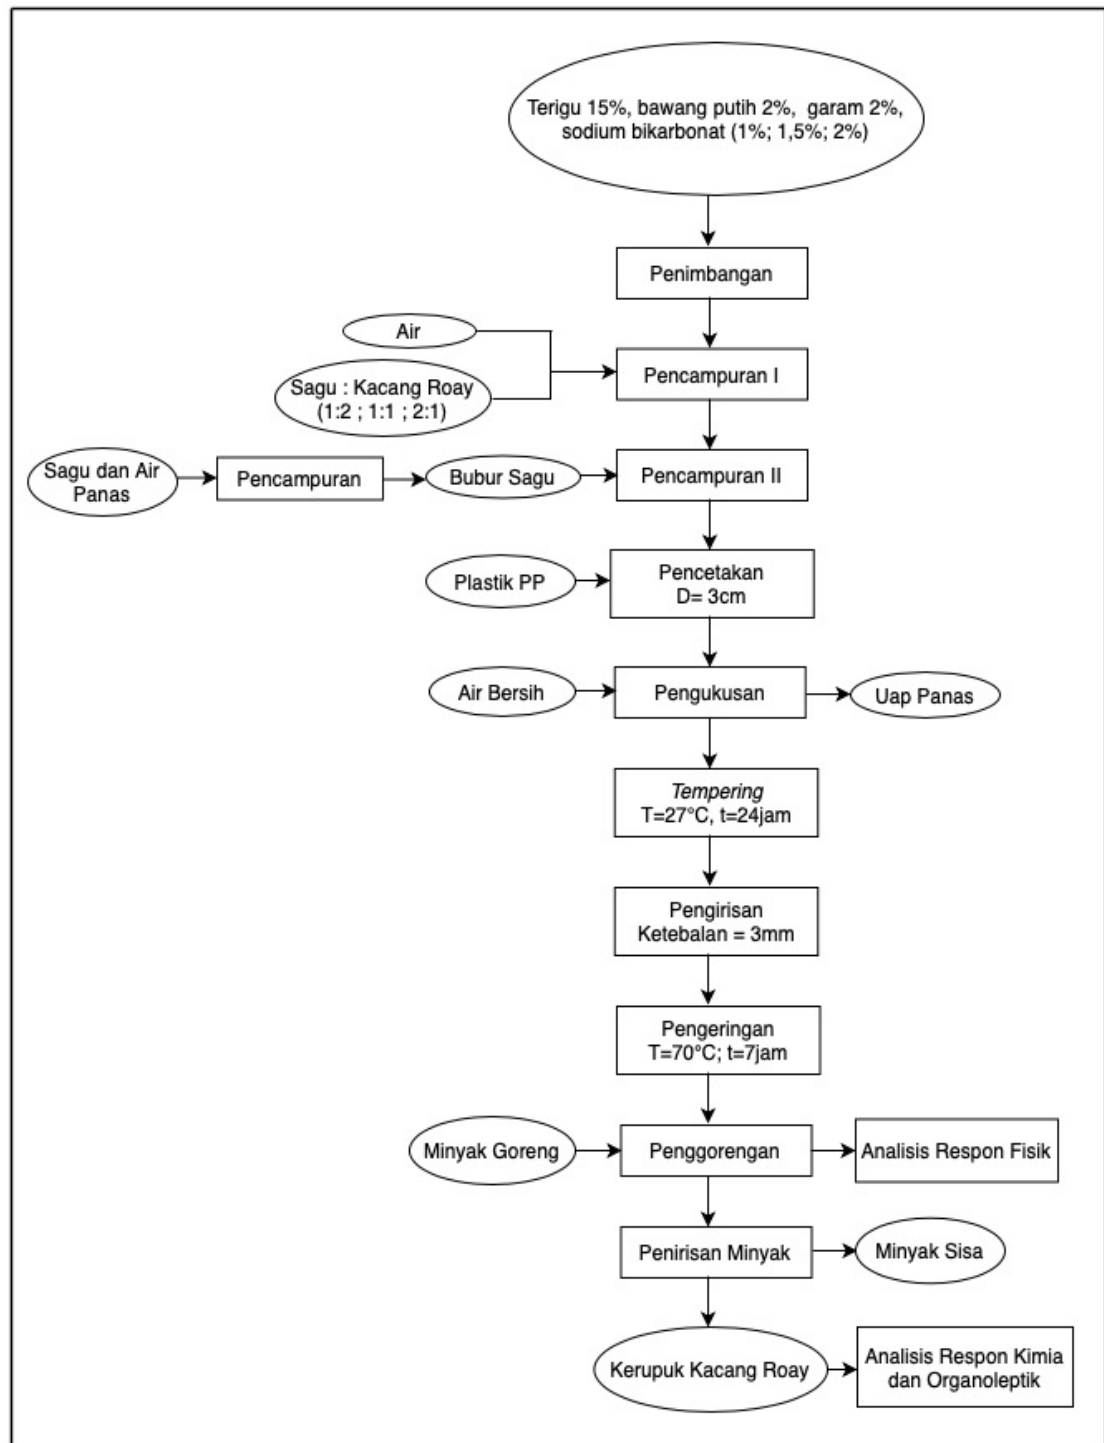 Terigu 15%, bawang putih 2%, garam 2%,
sodium bikarbonat (1%; 1,5%; 2%)
Penimbangan
Air
Sagu : Kacang Roay
(1:2 ; 1:1 ; 2:1)
Pencampuran I
Sagu dan Air
Panas
Pencampuran
Bubur Sagu
Pencampuran II
Plastik PP
Pencetakan
D= 3cm
Air Bersih
Pengukusan
Uap Panas
Tempering
T=27°C, t=24jam
Pengirisan
Ketebalan = 3mm
Pengeringan
T=70°C; t=7jam
Minyak Goreng
Penggorengan
Analisis Respon Fisik
Penirisan Minyak
Minyak Sisa
Kerupuk Kacang Roay
Analisis Respon Kimia
dan Organoleptik